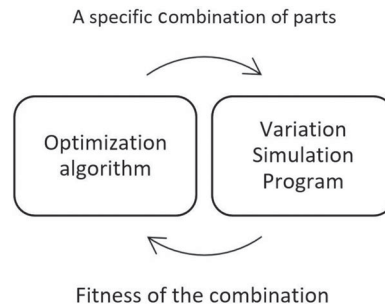 A specific combination of parts
Optimization
algorithm
Variation
Simulation
Program
Fitness of the combination